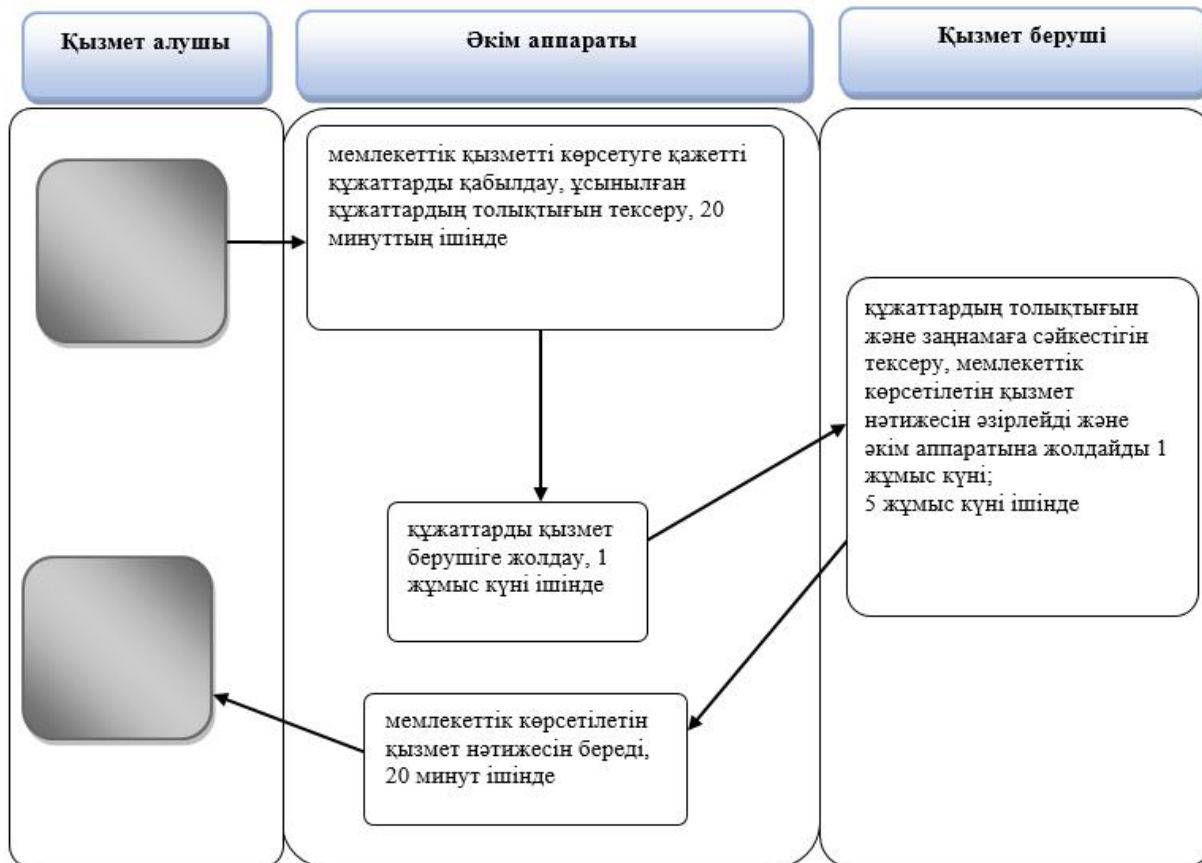 Қызмет алушы
Әкім аппараты
Қызмет беруші
мемлекеттік қызметті көрсетуге қажетті
құжаттарды қабылдау, ұсынылған
құжаттардың толықтығын тексеру, 20
минуттың ішінде
құжаттардың толықтығын
және заңнамаға сәйкестігін
тексеру, мемлекеттік
көрсетілетін қызмет
нәтижесін әзірлейді және
әкім аппаратына жолдайды 1
жұмыс күні;
5 жұмыс күні ішінде
құжаттарды қызмет
берушіге жолдау, 1
жұмыс күні ішінде
мемлекеттік көрсетілетін
қызмет нәтижесін береді,
20 минут ішінде